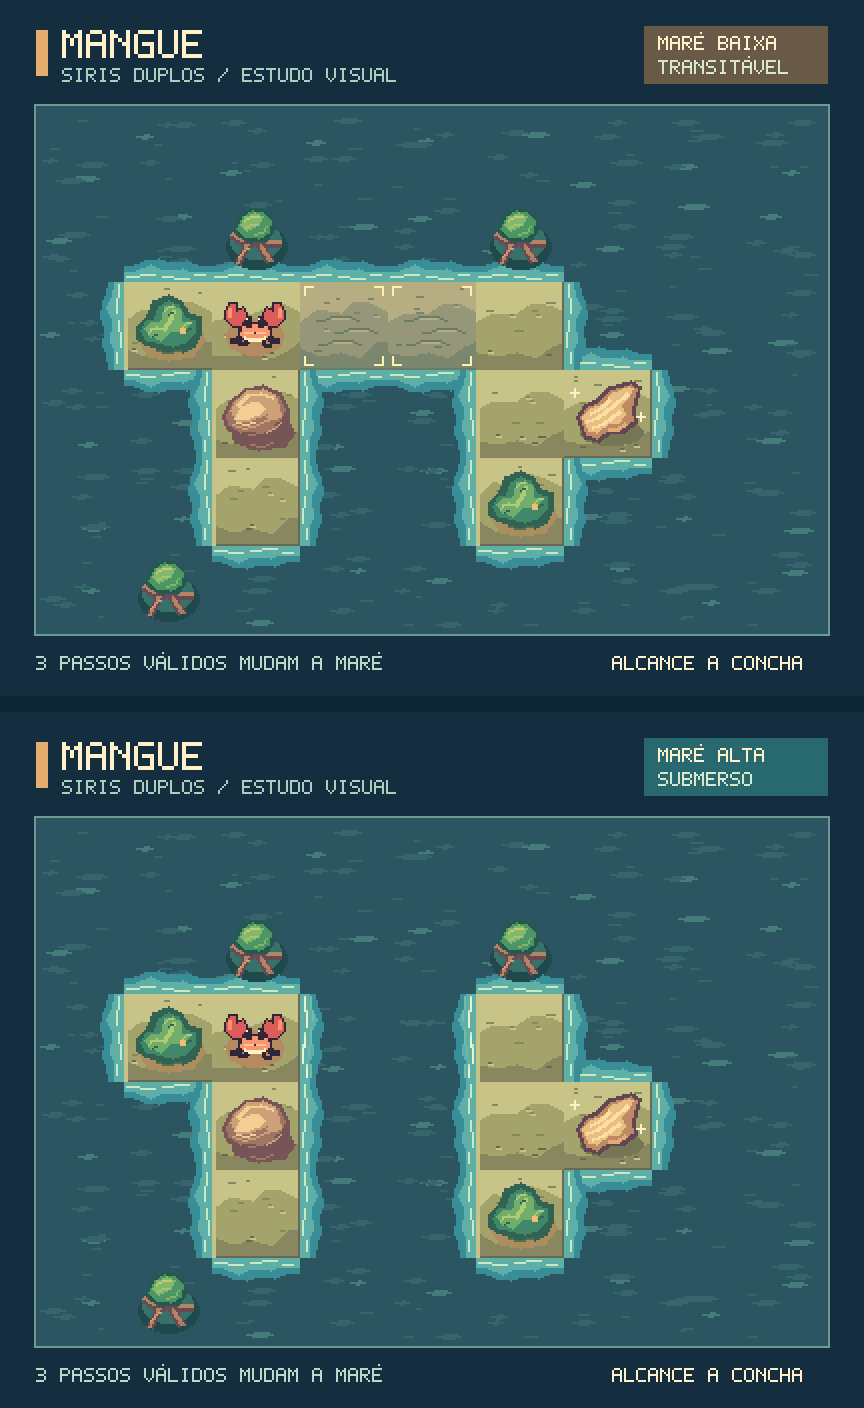 MANGUE
SIRIS DUPLOS / ESTUDO VISUAL
MARÉ BAIXA
TRANSITÁVEL
3 PASSOS VÁLIDOS MUDAM A MARÉ
ALCANCE A CONCHA
MANGUE
SIRIS DUPLOS / ESTUDO VISUAL
MARÉ ALTA
SUBMERSO
3 PASSOS VÁLIDOS MUDAM A MARÉ
ALCANCE A CONCHA